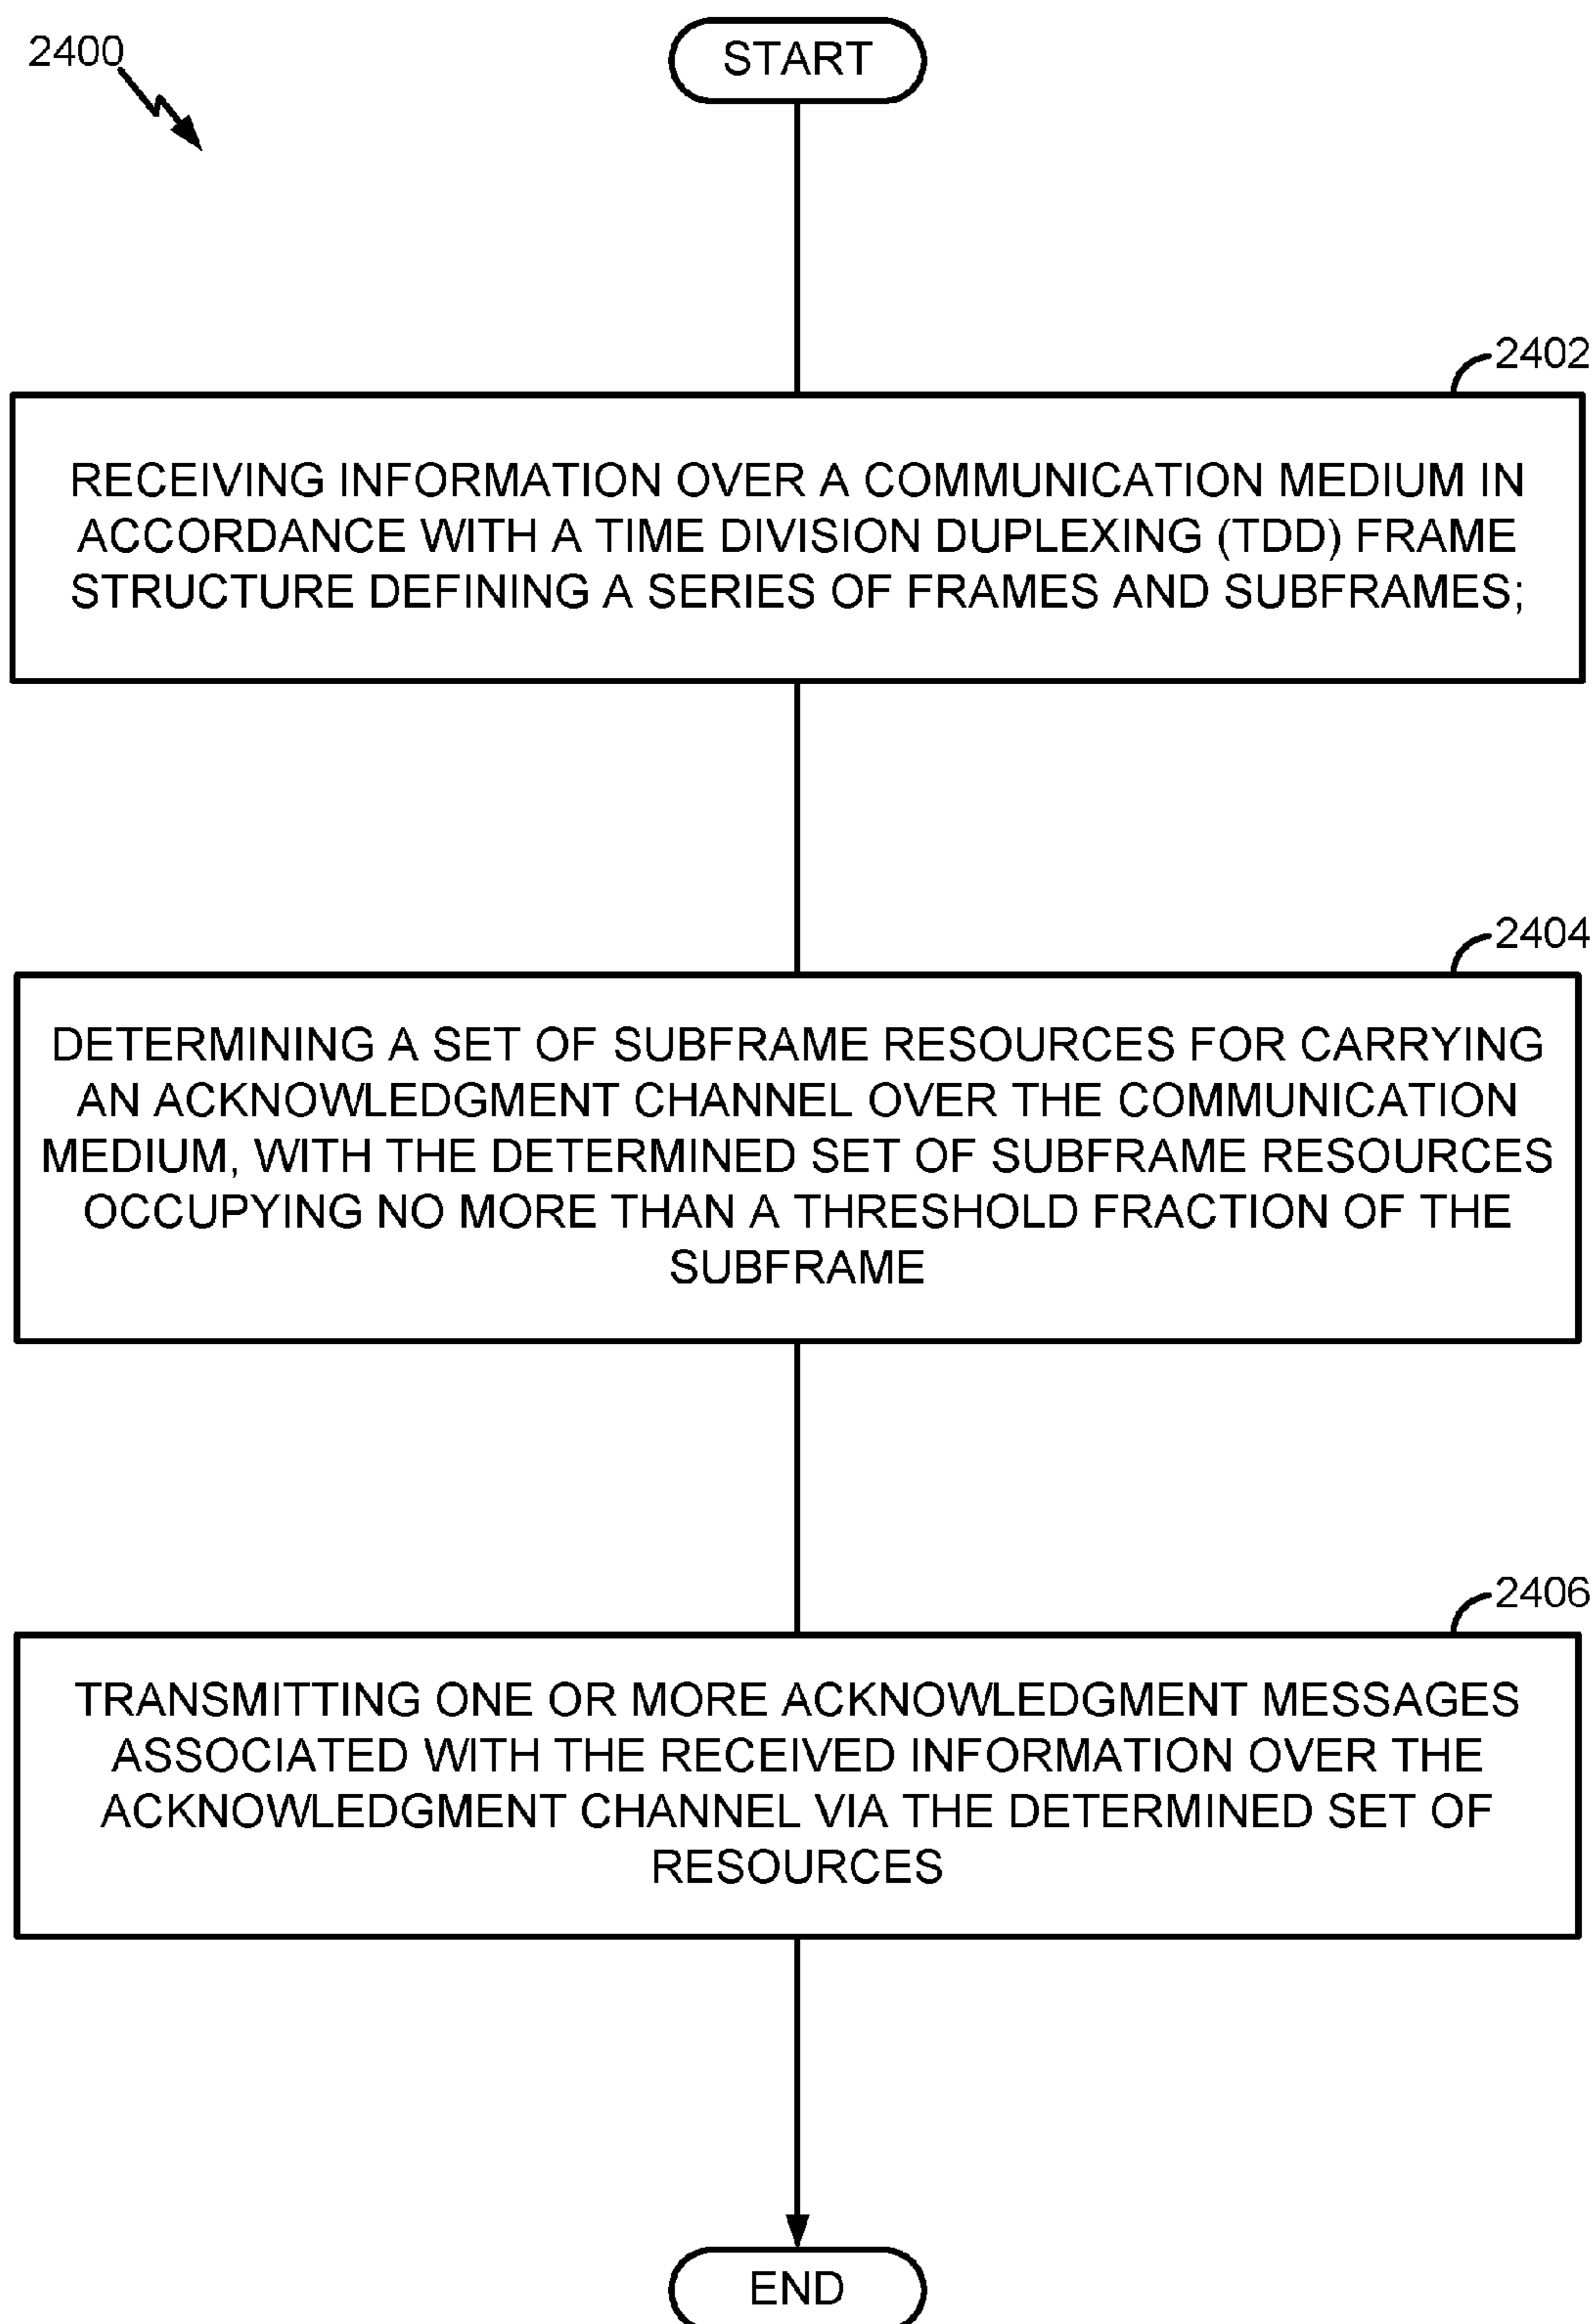 2400
START
2402
RECEIVING INFORMATION OVER A COMMUNICATION MEDIUM IN
ACCORDANCE WITH A TIME DIVISION DUPLEXING (TDD) FRAME
STRUCTURE DEFINING A SERIES OF FRAMES AND SUBFRAMES;
2404
DETERMINING A SET OF SUBFRAME RESOURCES FOR CARRYING
AN ACKNOWLEDGMENT CHANNEL OVER THE COMMUNICATION
MEDIUM, WITH THE DETERMINED SET OF SUBFRAME RESOURCES
OCCUPYING NO MORE THAN A THRESHOLD FRACTION OF THE
SUBFRAME
2406
TRANSMITTING ONE OR MORE ACKNOWLEDGMENT MESSAGES
ASSOCIATED WITH THE RECEIVED INFORMATION OVER THE
ACKNOWLEDGMENT CHANNEL VIA THE DETERMINED SET OF
RESOURCES
END